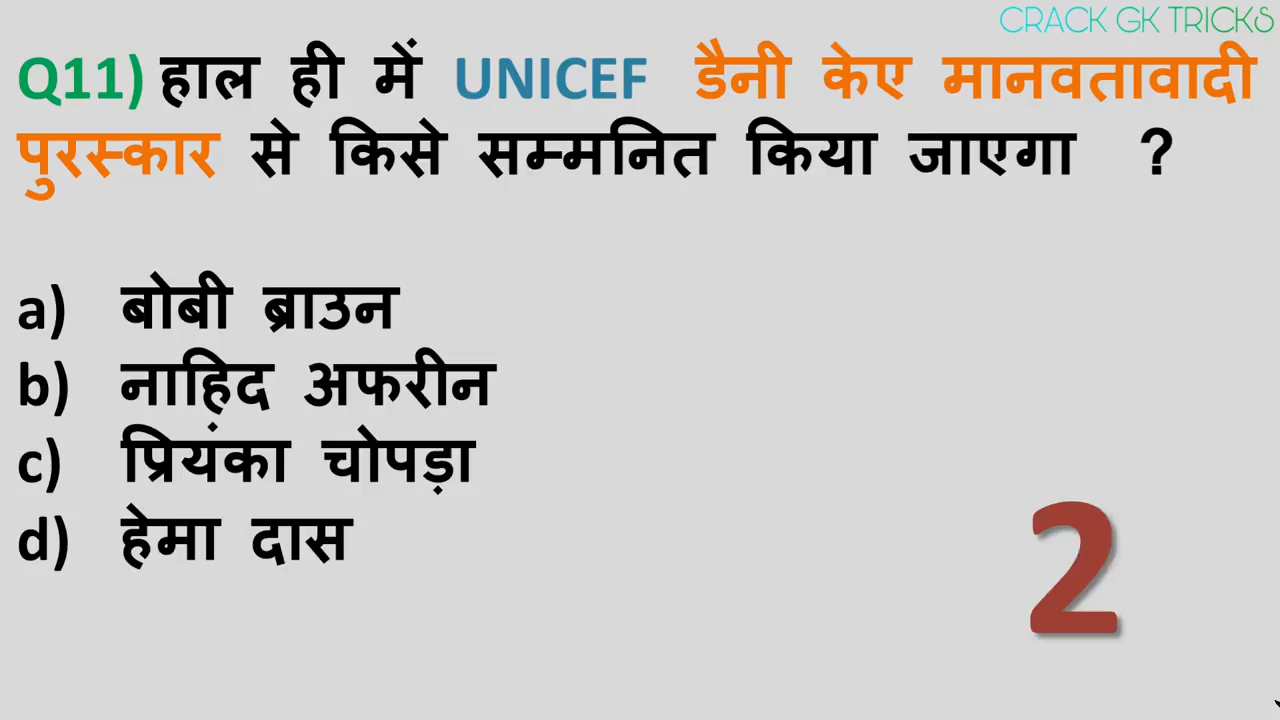 CRACK GK TRICKS
Q11) हाल ही में UNICEF डैनी केए मानवतावादी
पुरस्कार से किसे सम्मनित किया जाएगा ?
a) बोबी ब्राउन
b) नाहिद अफरीन
c) प्रियंका चोपड़ा
d) हेमा दास
2